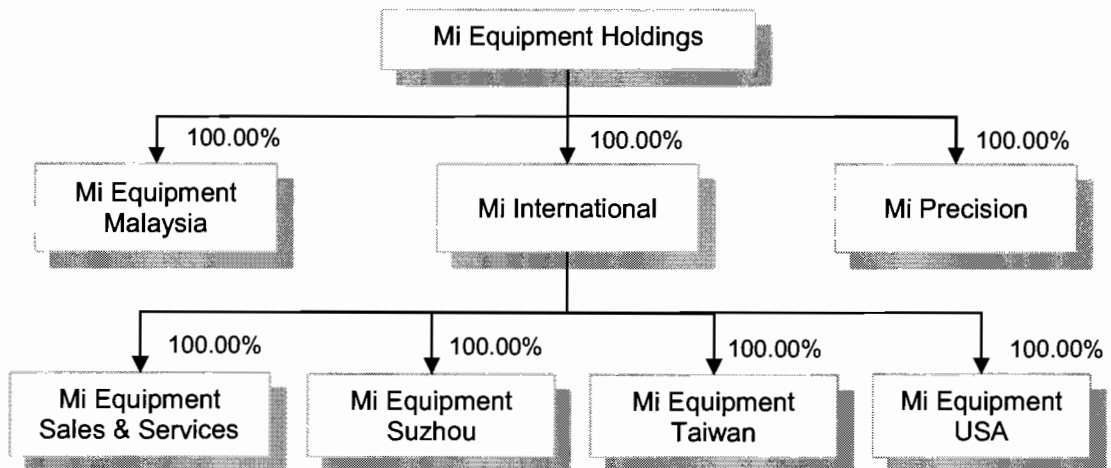 Mi Equipment Holdings
100.00%
100.00%
100.00%
Mi Equipment
Malaysia
Mi International
Mi Precision
100.00%
100.00%
100.00%
100.00%
Mi Equipment
Sales & Services
Mi Equipment
Suzhou
Mi Equipment
Taiwan
Mi Equipment
USA